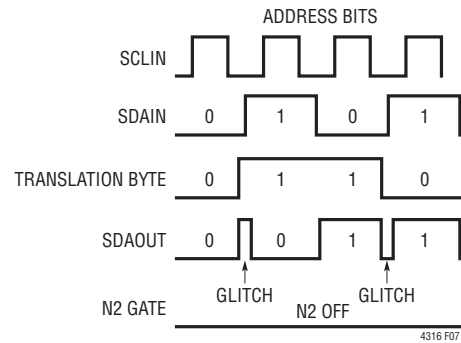 ADDRESS BITS
SCLIN
SDAIN 0 1 0 1
TRANSLATION BYTE 0 1 1 0
SDAOUT 0 0 1 1
GLITCH GLITCH
N2 GATE N2 OFF
4316 F07